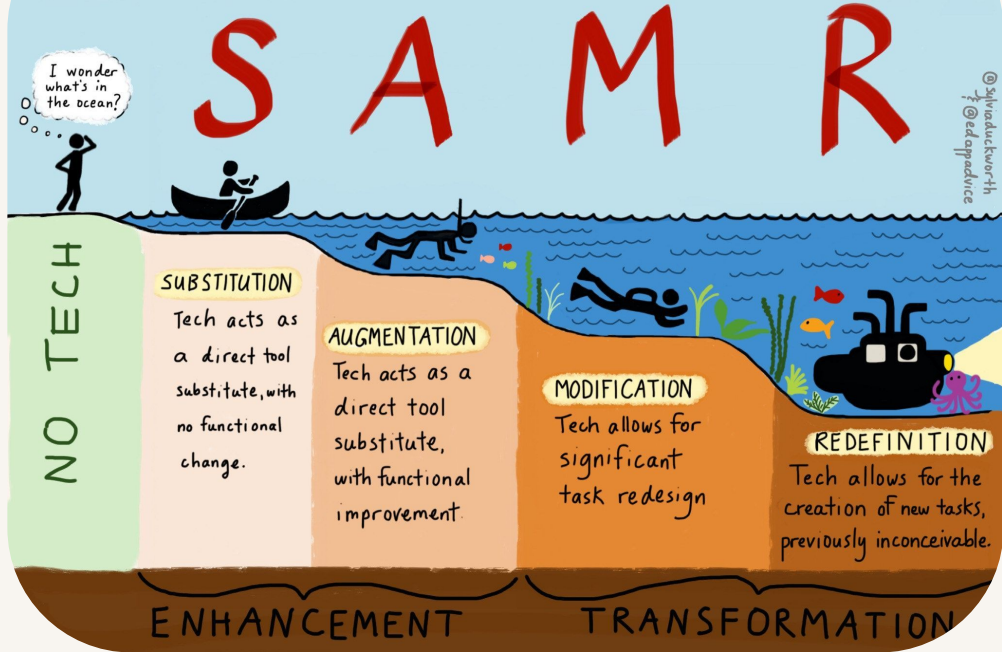 SAMR
I wonder
what's in
the ocean?
@sylviaduckworth
& @edappadvice
NO TECH
SUBSTITUTION
Tech acts as
a direct tool
substitute, with
no functional
change.
AUGMENTATION
Tech acts as a
direct tool
substitute,
with functional
improvement.
MODIFICATION
Tech allows for
significant
task redesign
REDEFINITION
Tech allows for the
creation of new tasks,
previously inconceivable.
ENHANCEMENT
TRANSFORMATION